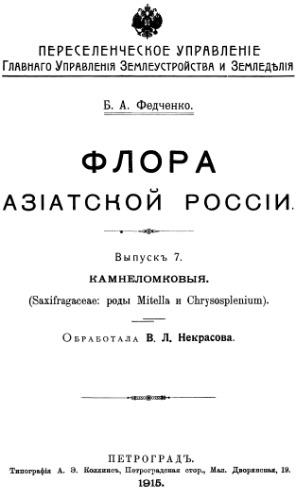 ПЕРЕСЕЛЕНЧЕСКОЕ УПРАВЛЕНІЕ
ГЛАВНАГО УПРАВЛЕНІЯ ЗЕМЛЕУСТРОЙСТВА И ЗЕМЛЕДѢЛІЯ
Б. А. Федченко.
ФЛОРА
АЗІАТСКОЙ РОССІИ.
Выпускъ 7.
КАМНЕЛОМКОВЫЯ.
(Saxifragaceae: роды Mitella и Chrysosplenium).
ОБРАБОТАЛА В. Л. Некрасова.
ПЕТРОГРАДЪ.
Типографія А. Э. Коллинсъ, Петроградская стор., Мал. Дворянская, 19.
1915.